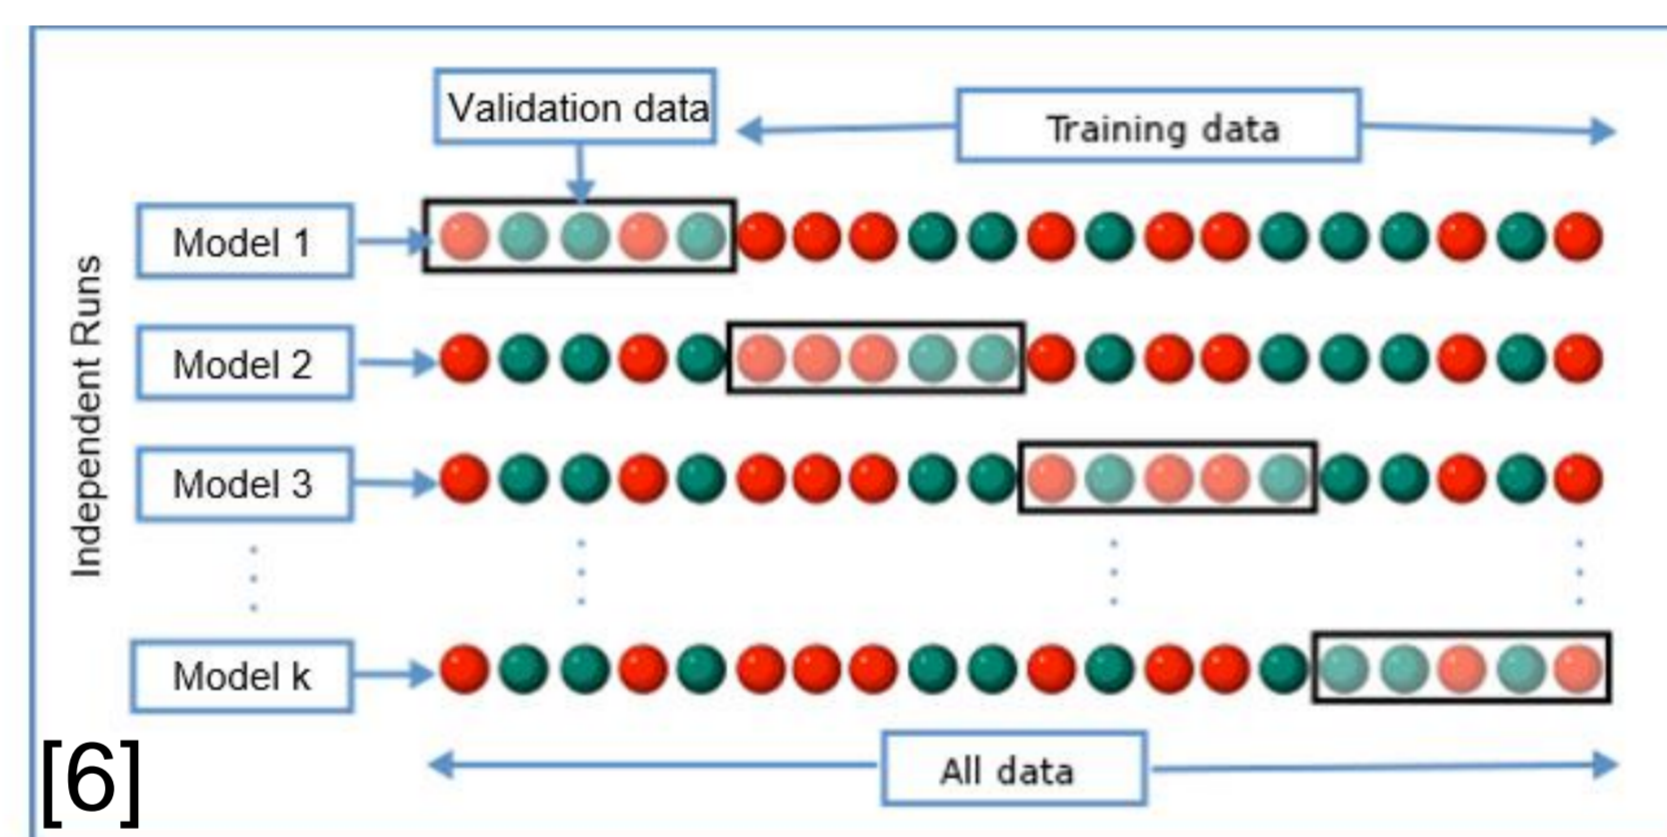 Validation data
Training data
Independent Runs
Model 1
Model 2
Model 3
Model k
All data
[6]